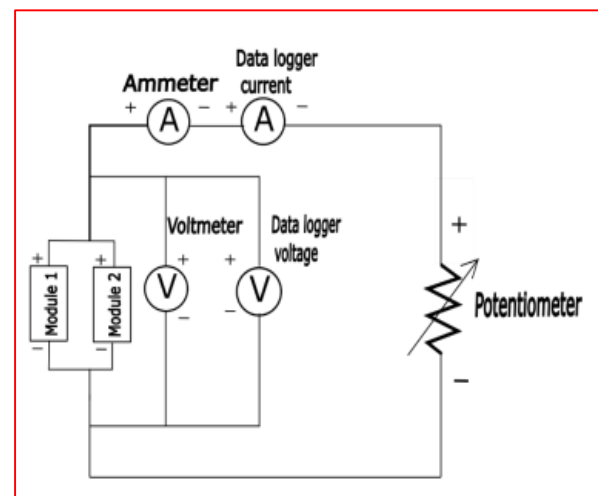 Data logger
current
Ammeter
+ − + −
A A
+
Voltmeter
Data logger
voltage
+ + + +
Module 1
Module 2
V V
− −
Potentiometer
− −
−